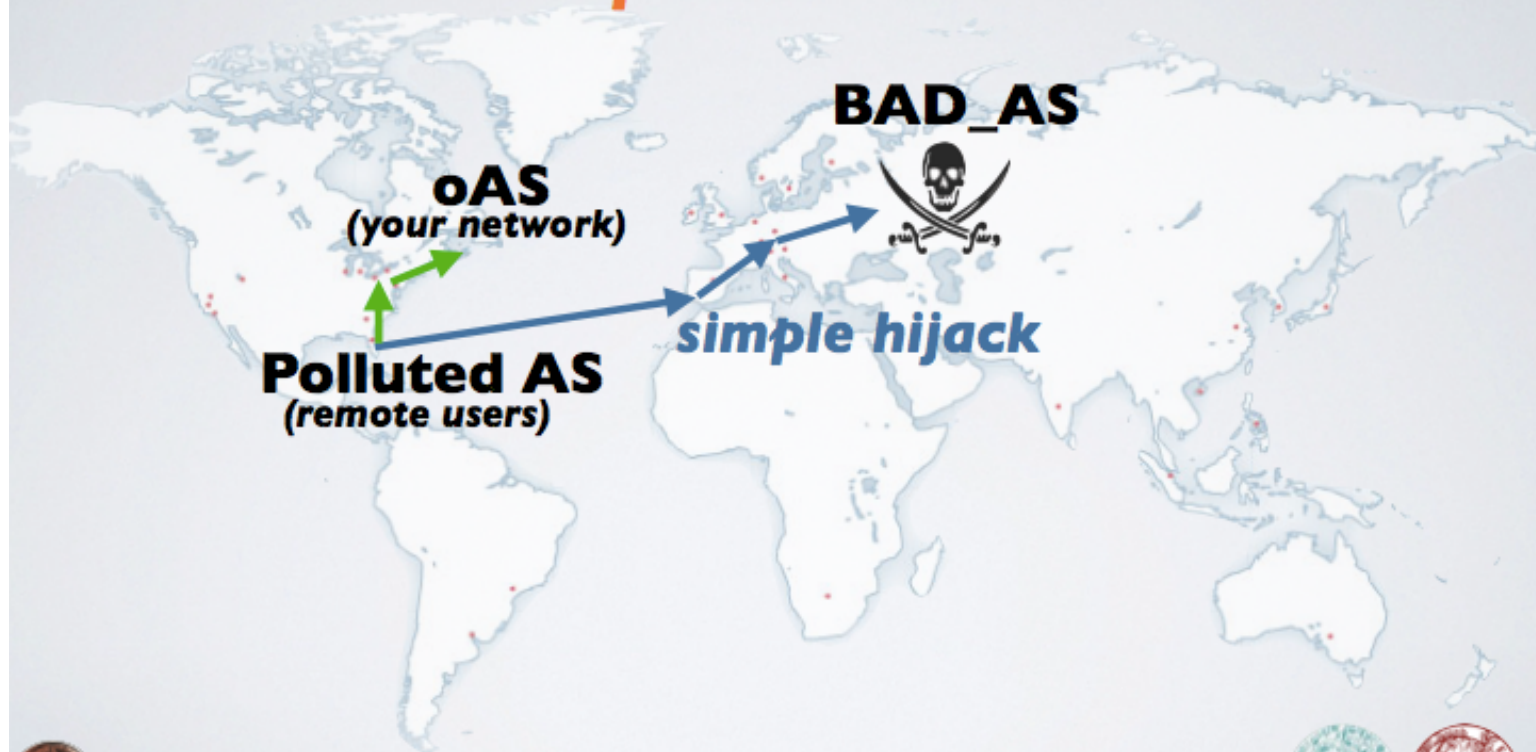 BAD_AS
oAS
(your network)
simple hijack
Polluted AS
(remote users)